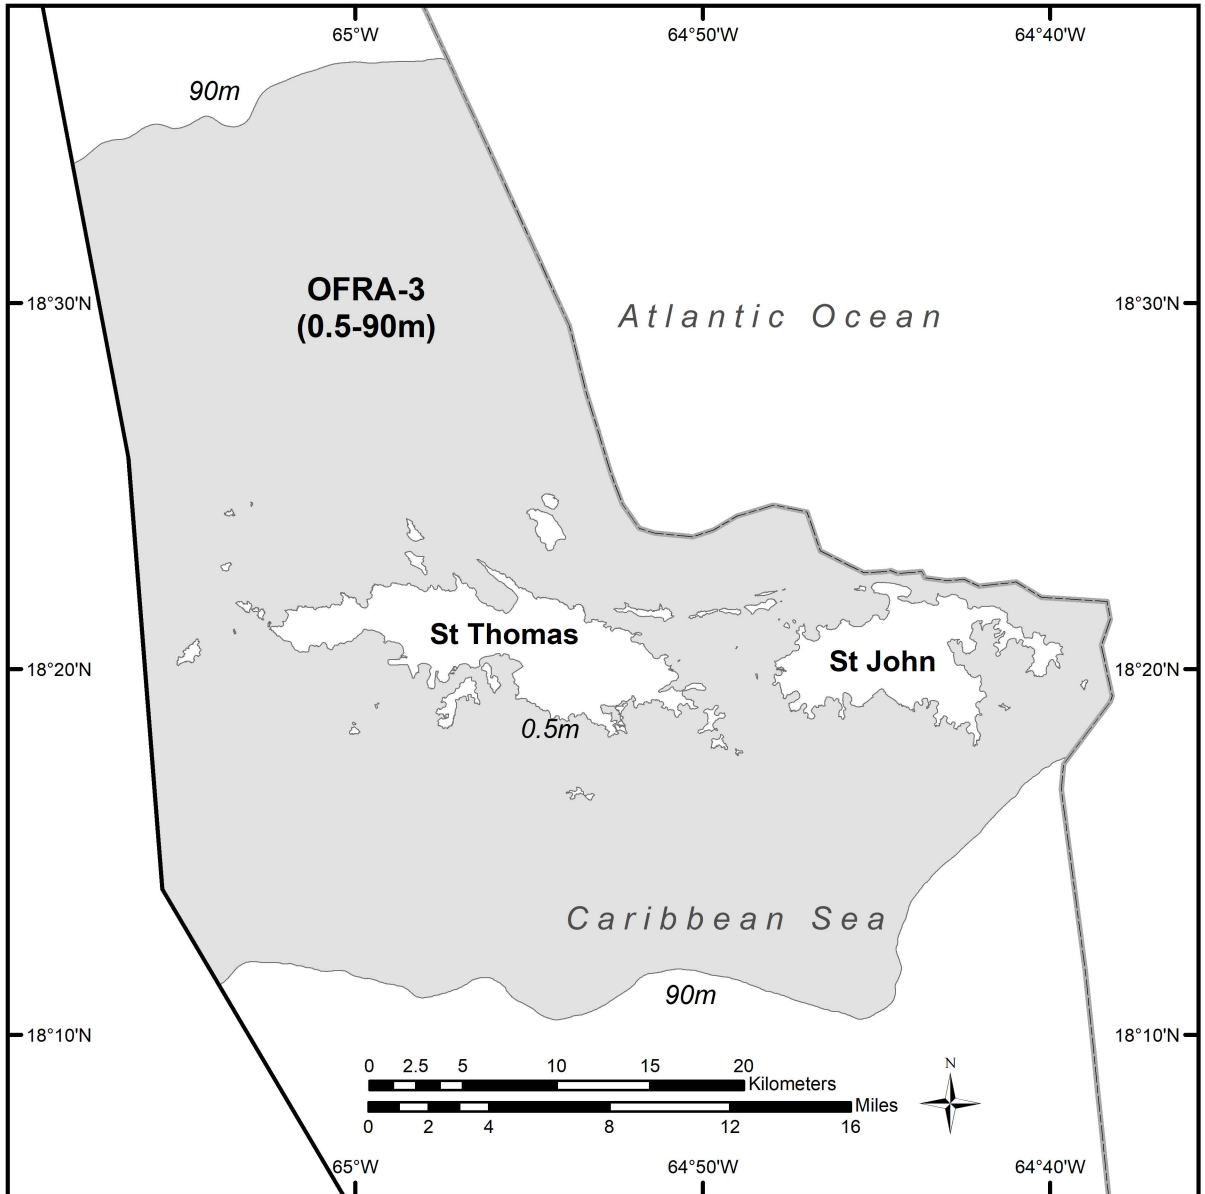 65°W 64°50'W 64°40'W
90m
OFRA-3
(0.5-90m)
18°30'N 18°30'N
Atlantic Ocean
St Thomas
St John
18°20'N 18°20'N
0.5m
Caribbean Sea
90m
18°10'N 18°10'N
0 2.5 5 10 15 20
Kilometers
Miles
0 2 4 8 12 16
N
65°W 64°50'W 64°40'W